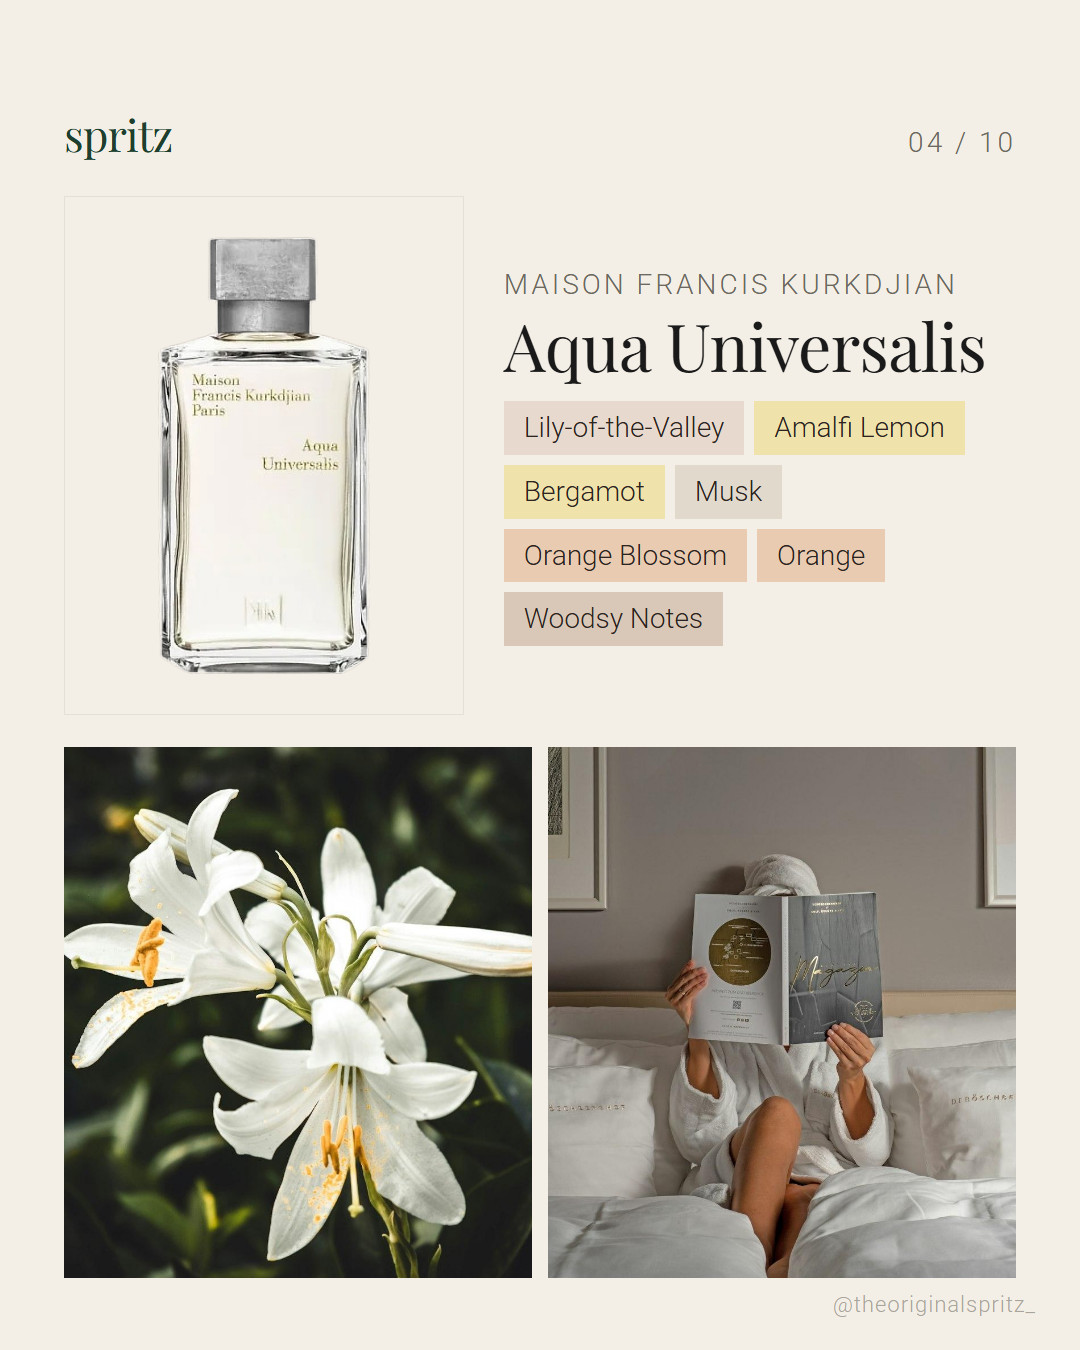 spritz
04 / 10
Maison
Francis Kurkdjian
Paris
Aqua
Universalis
MAISON FRANCIS KURKDJIAN
Aqua Universalis
Lily-of-the-Valley
Amalfi Lemon
Bergamot
Musk
Orange Blossom
Orange
Woodsy Notes
Magazin
@theoriginalspritz_